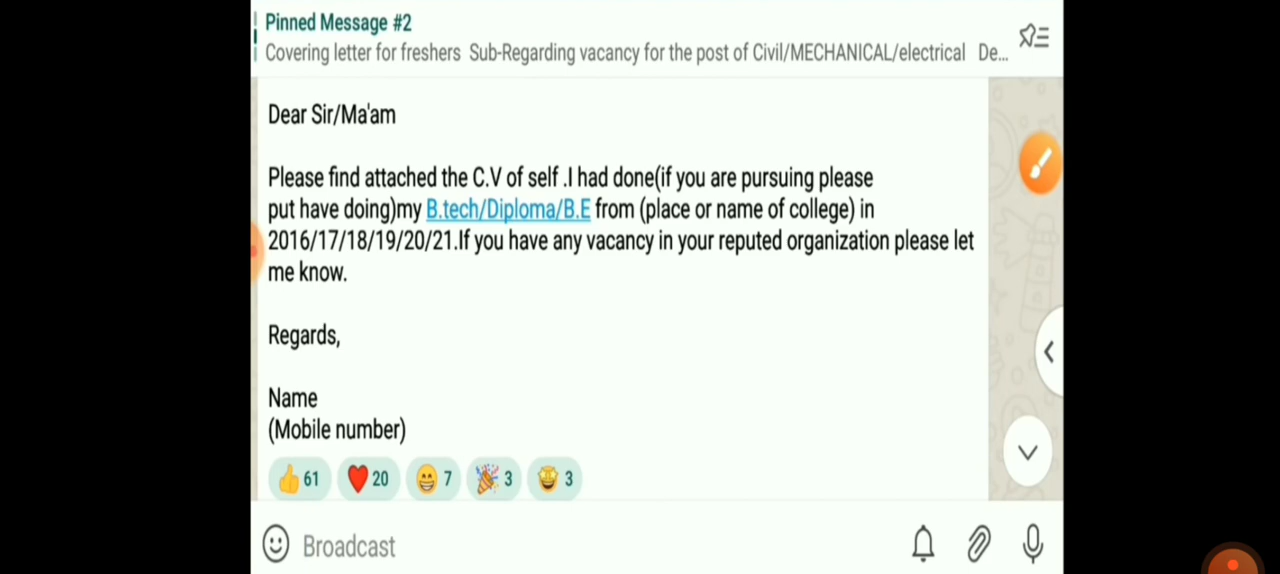 Pinned Message #2
Covering letter for freshers Sub-Regarding vacancy for the post of Civil/MECHANICAL/electrical De...
Dear Sir/Ma'am
Please find attached the C.V of self .I had done(if you are pursuing please
put have doing)my B.tech/Diploma/B.E from (place or name of college) in
2016/17/18/19/20/21.If you have any vacancy in your reputed organization please let
me know.
Regards,
Name
(Mobile number)
👍 61 ❤️ 20 😁 7 🎉 3 🤩 3
Broadcast